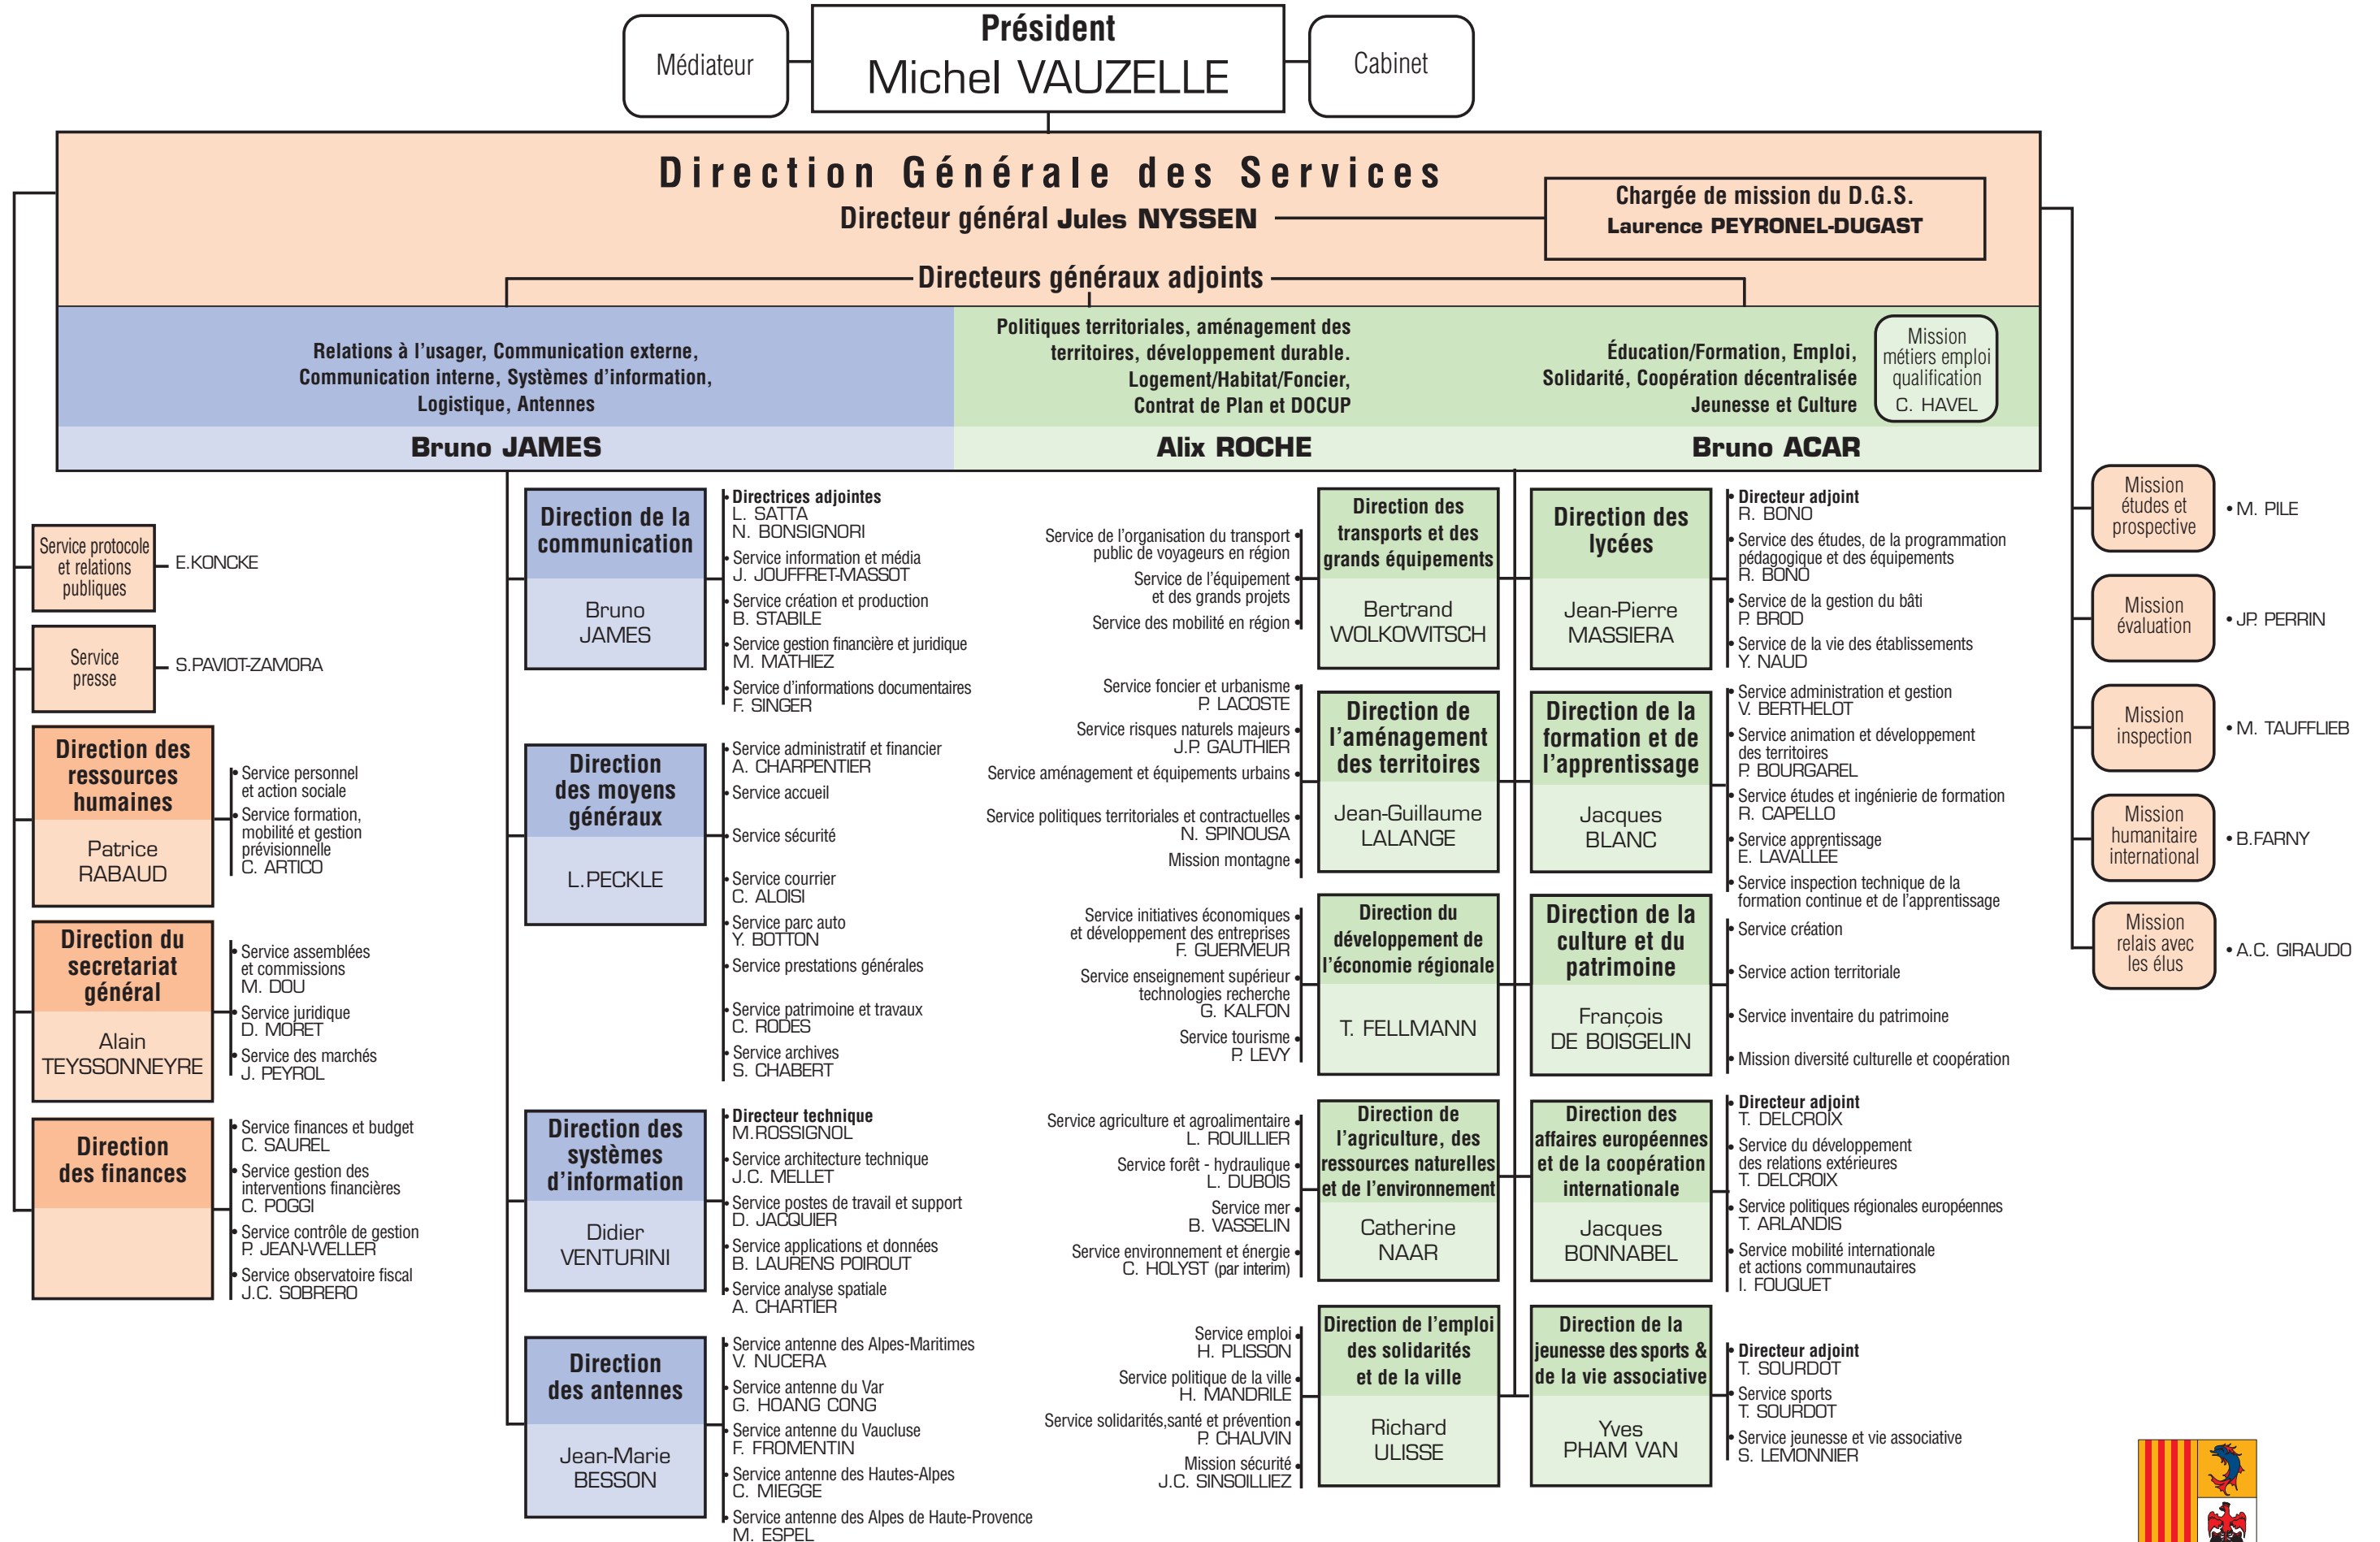 Médiateur
Président
Michel VAUZELLE
Cabinet
Direction Générale des Services
Directeur général Jules NYSSEN
Chargée de mission du D.G.S.
Laurence PEYRONEL-DUGAST
Directeurs généraux adjoints
Relations à l’usager, Communication externe,
Communication interne, Systèmes d’information,
Logistique, Antennes
Bruno JAMES
Politiques territoriales, aménagement des
territoires, développement durable.
Logement/Habitat/Foncier,
Contrat de Plan et DOCUP
Alix ROCHE
Éducation/Formation, Emploi,
Solidarité, Coopération décentralisée
Jeunesse et Culture
Mission
métiers emploi
qualification
C. HAVEL
Bruno ACAR
Service protocole
et relations
publiques
E.KONCKE
Service
presse
S.PAVIOT-ZAMORA
Direction des
ressources
humaines
Patrice
RABAUD
• Service personnel
et action sociale
• Service formation,
mobilité et gestion
prévisionnelle
C. ARTICO
Direction du
secretariat
général
Alain
TEYSSONNEYRE
• Service assemblées
et commissions
M. DOU
• Service juridique
D. MORET
• Service des marchés
J. PEYROL
Direction
des finances
• Service finances et budget
C. SAUREL
• Service gestion des
interventions financières
C. POGGI
• Service contrôle de gestion
P. JEAN-WELLER
• Service observatoire fiscal
J.C. SOBRERO
Direction de la
communication
Bruno
JAMES
• Directrices adjointes
L. SATTA
N. BONSIGNORI
• Service information et média
J. JOUFFRET-MASSOT
• Service création et production
B. STABILE
• Service gestion financière et juridique
M. MATHIEZ
• Service d’informations documentaires
F. SINGER
Direction
des moyens
généraux
L.PECKLE
• Service administratif et financier
A. CHARPENTIER
• Service accueil
• Service sécurité
• Service courrier
C. ALOISI
• Service parc auto
Y. BOTTON
• Service prestations générales
• Service patrimoine et travaux
C. RODES
• Service archives
S. CHABERT
Direction des
systèmes
d’information
Didier
VENTURINI
• Directeur technique
M.ROSSIGNOL
• Service architecture technique
J.C. MELLET
• Service postes de travail et support
D. JACQUIER
• Service applications et données
B. LAURENS POIROUT
• Service analyse spatiale
A. CHARTIER
Direction
des antennes
Jean-Marie
BESSON
• Service antenne des Alpes-Maritimes
V. NUCERA
• Service antenne du Var
G. HOANG CONG
• Service antenne du Vaucluse
F. FROMENTIN
• Service antenne des Hautes-Alpes
C. MIEGGE
• Service antenne des Alpes de Haute-Provence
M. ESPEL
Service de l’organisation du transport •
public de voyageurs en région
Service de l’équipement •
et des grands projets
Service des mobilité en région •
Direction des
transports et des
grands équipements
Bertrand
WOLKOWITSCH
Service foncier et urbanisme •
P. LACOSTE
Service risques naturels majeurs •
J.P. GAUTHIER
Service aménagement et équipements urbains •
Service politiques territoriales et contractuelles •
N. SPINOUSA
Mission montagne •
Direction de
l’aménagement
des territoires
Jean-Guillaume
LALANGE
Service initiatives économiques •
et développement des entreprises
F. GUERMEUR
Service enseignement supérieur •
technologies recherche
G. KALFON
Service tourisme •
P. LEVY
Direction du
développement de
l’économie régionale
T. FELLMANN
Service agriculture et agroalimentaire •
L. ROUILLIER
Service forêt - hydraulique •
L. DUBOIS
Service mer •
B. VASSELIN
Service environnement et énergie •
C. HOLYST (par interim)
Direction de
l’agriculture, des
ressources naturelles
et de l’environnement
Catherine
NAAR
Service emploi •
H. PLISSON
Service politique de la ville •
H. MANDRILE
Service solidarités,santé et prévention •
P. CHAUVIN
Mission sécurité •
J.C. SINSOILLIEZ
Direction de l’emploi
des solidarités
et de la ville
Richard
ULISSE
Direction des
lycées
Jean-Pierre
MASSIERA
• Directeur adjoint
R. BONO
• Service des études, de la programmation
pédagogique et des équipements
R. BONO
• Service de la gestion du bâti
P. BROD
• Service de la vie des établissements
Y. NAUD
Direction de la
formation et de
l’apprentissage
Jacques
BLANC
• Service administration et gestion
V. BERTHELOT
• Service animation et développement
des territoires
P. BOURGAREL
• Service études et ingénierie de formation
R. CAPELLO
• Service apprentissage
E. LAVALLÉE
• Service inspection technique de la
formation continue et de l’apprentissage
Direction de la
culture et du
patrimoine
François
DE BOISGELIN
• Service création
• Service action territoriale
• Service inventaire du patrimoine
• Mission diversité culturelle et coopération
Direction des
affaires européennes
et de la coopération
internationale
Jacques
BONNABEL
• Directeur adjoint
T. DELCROIX
• Service du développement
des relations extérieures
T. DELCROIX
• Service politiques régionales européennes
T. ARLANDIS
• Service mobilité internationale
et actions communautaires
I. FOUQUET
Direction de la
jeunesse des sports &
de la vie associative
Yves
PHAM VAN
• Directeur adjoint
T. SOURDOT
• Service sports
T. SOURDOT
• Service jeunesse et vie associative
S. LEMONNIER
Mission
études et
prospective
• M. PILE
Mission
évaluation
• JP. PERRIN
Mission
inspection
• M. TAUFFLIEB
Mission
humanitaire
international
• B.FARNY
Mission
relais avec
les élus
• A.C. GIRAUDO